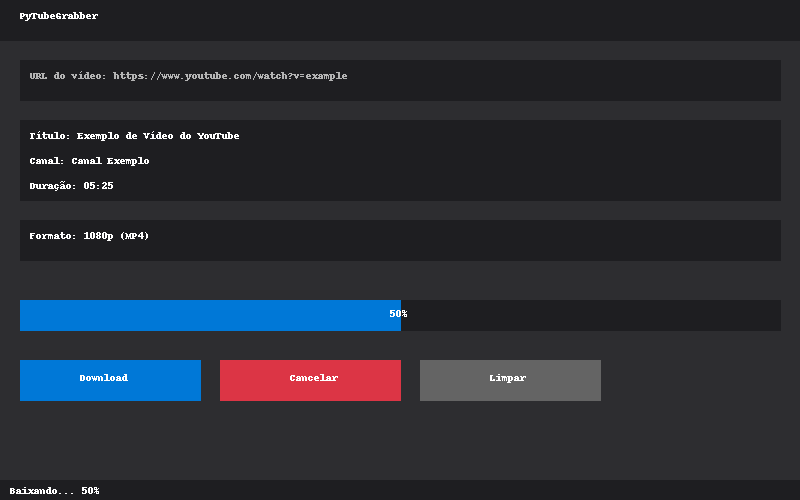 PyTubeGrabber
URL do vídeo: https://www.youtube.com/watch?v=example
Título: Exemplo de Vídeo do YouTube
Canal: Canal Exemplo
Duração: 05:25
Formato: 1080p (MP4)
50%
Download
Cancelar
Limpar
Baixando... 50%